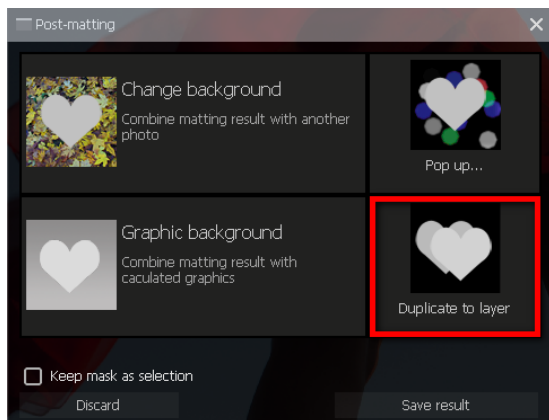 Post-matting
Change background
Combine matting result with another
photo
Pop up...
Graphic background
Combine matting result with
caculated graphics
Duplicate to layer
Keep mask as selection
Discard
Save result